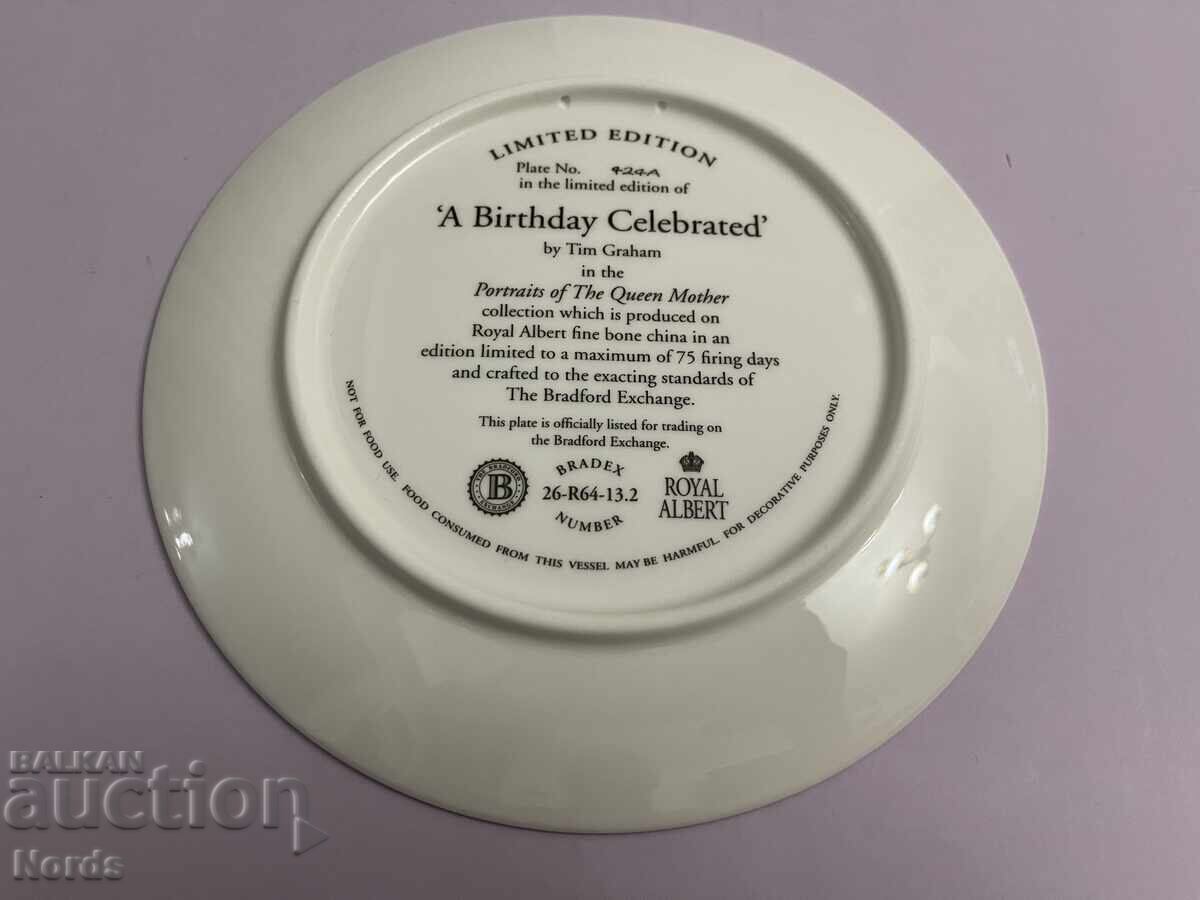 LIMITED EDITION
Plate No. 424A
in the limited edition of
‘A Birthday Celebrated’
by Tim Graham
in the
Portraits of The Queen Mother
collection which is produced on
Royal Albert fine bone china in an
edition limited to a maximum of 75 firing days
and crafted to the exacting standards of
The Bradford Exchange.
This plate is officially listed for trading on
the Bradford Exchange.
THE BRADFORD
B
EXCHANGE
BRADEX
26-R64-13.2
NUMBER
ROYAL
ALBERT
NOT FOR FOOD USE. FOOD CONSUMED FROM THIS VESSEL MAY BE HARMFUL. FOR DECORATIVE PURPOSES ONLY.
BALKAN
auction
Nords